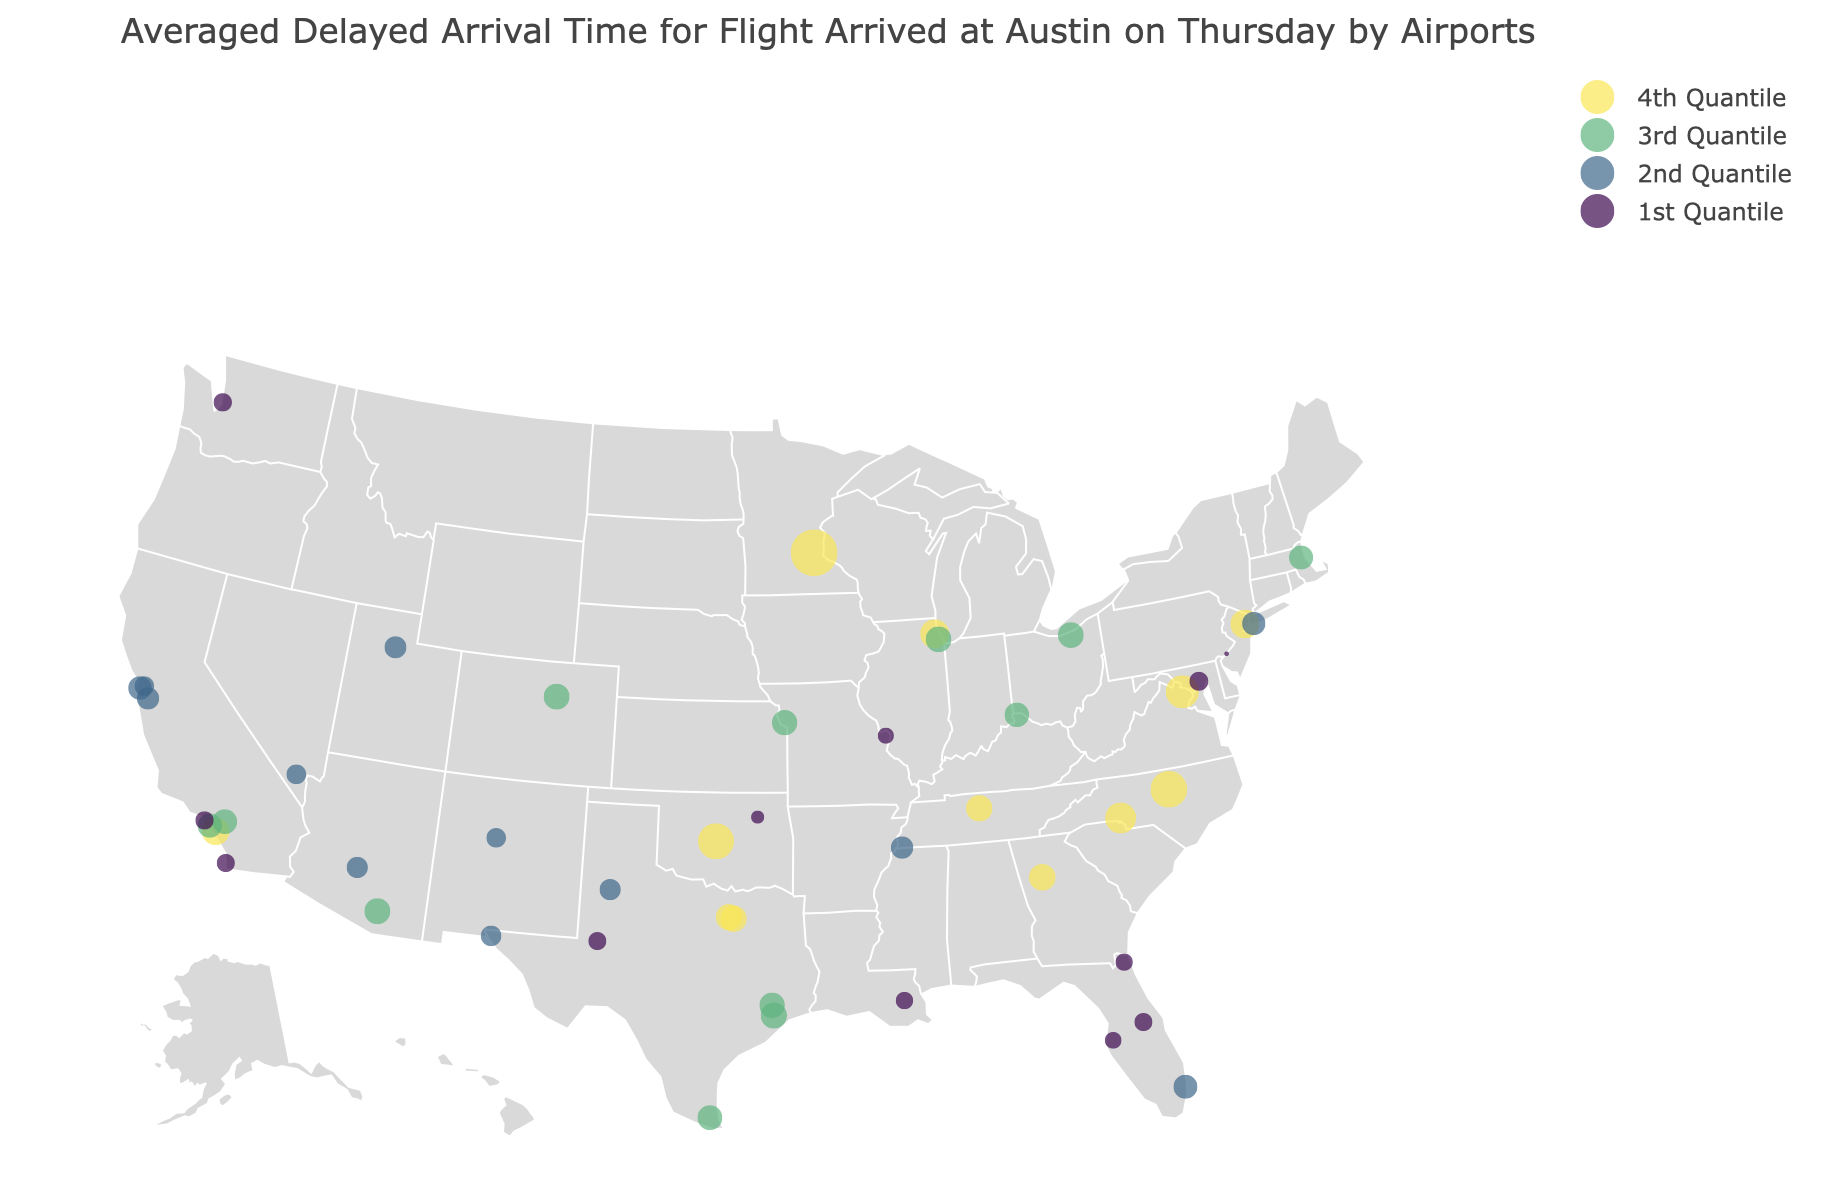 Averaged Delayed Arrival Time for Flight Arrived at Austin on Thursday by Airports
4th Quantile
3rd Quantile
2nd Quantile
1st Quantile